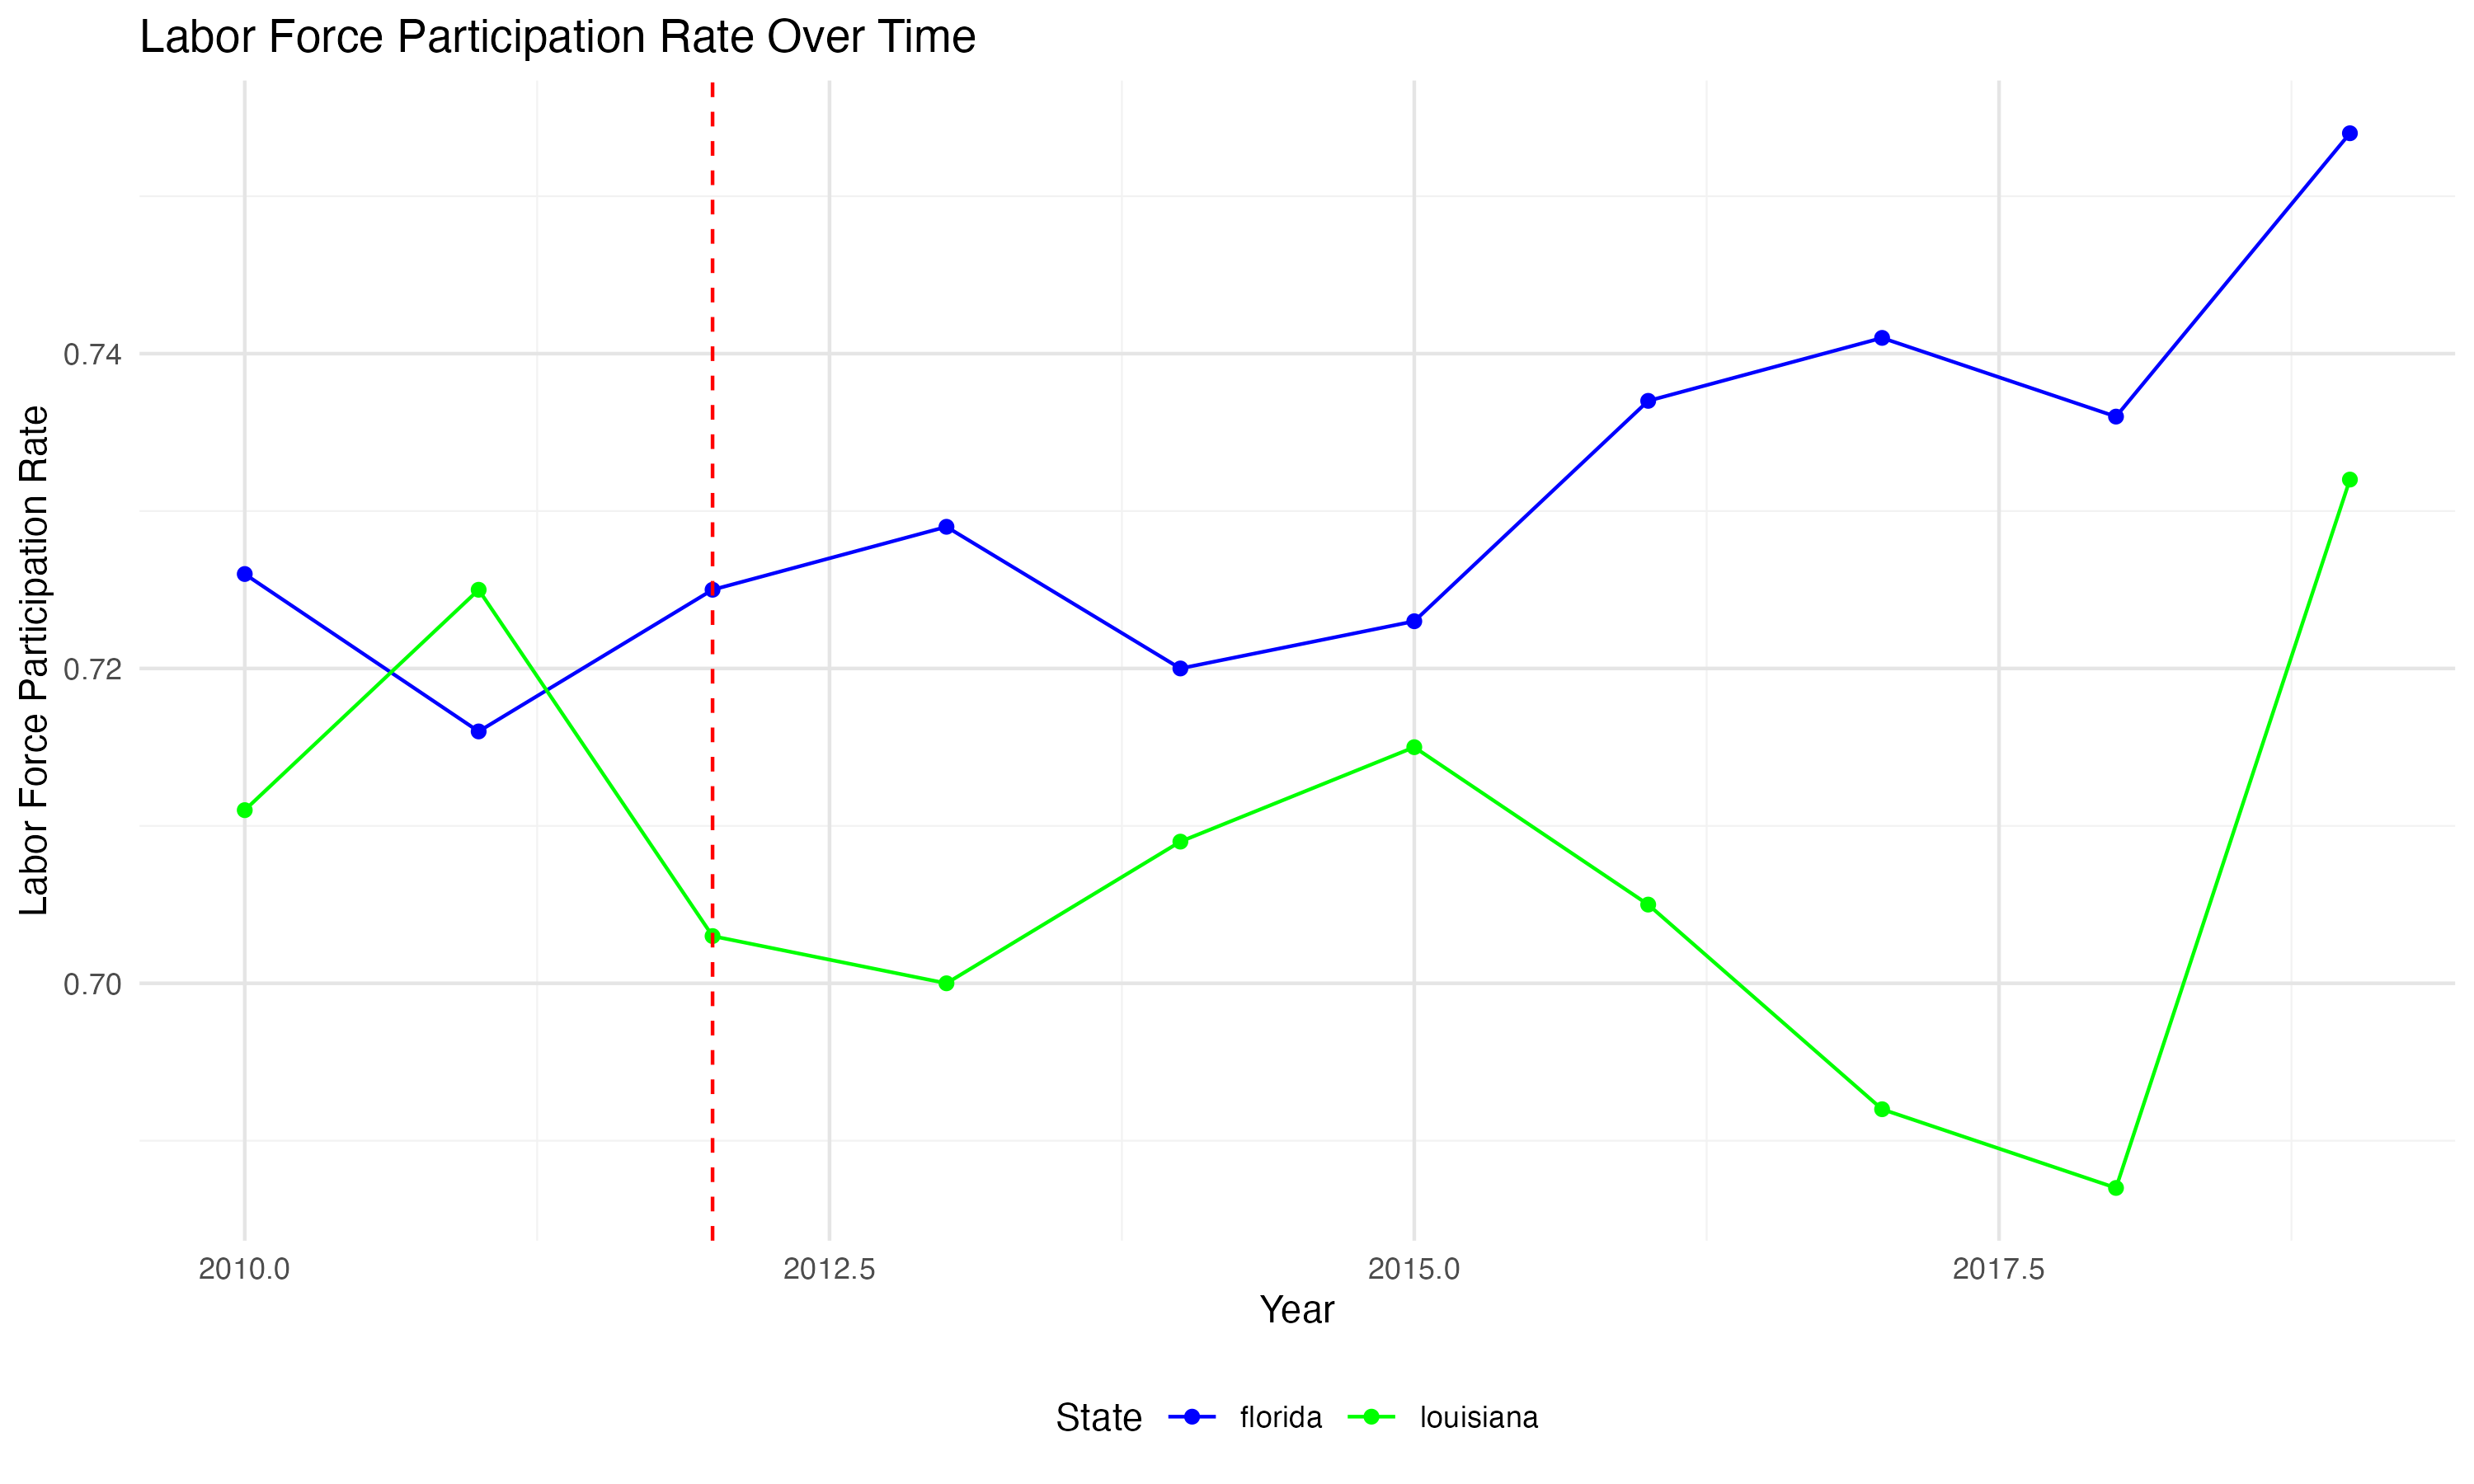 Labor Force Participation Rate Over Time
Labor Force Participation Rate
0.74
0.72
0.70
2010.0 2012.5 2015.0 2017.5
Year
State florida louisiana